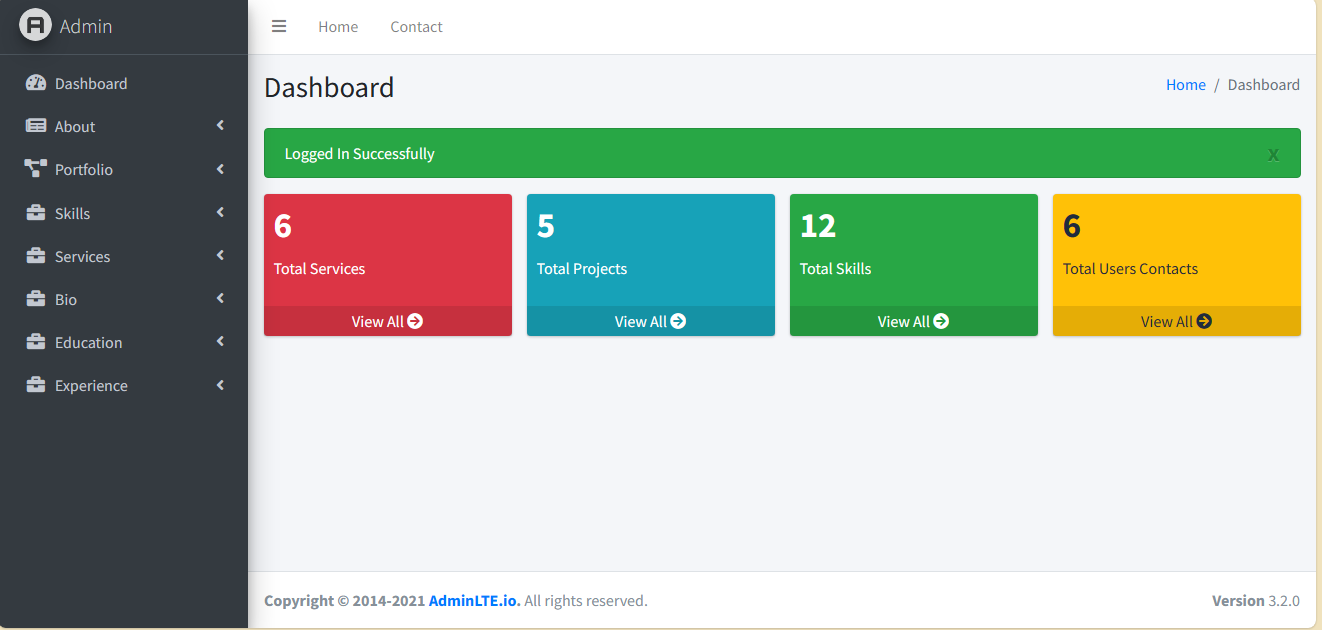 Admin
Home
Contact
Dashboard
About
Portfolio
Skills
Services
Bio
Education
Experience
Dashboard
Home / Dashboard
Logged In Successfully
X
6
Total Services
View All
5
Total Projects
View All
12
Total Skills
View All
6
Total Users Contacts
View All
Copyright © 2014-2021 AdminLTE.io. All rights reserved.
Version 3.2.0